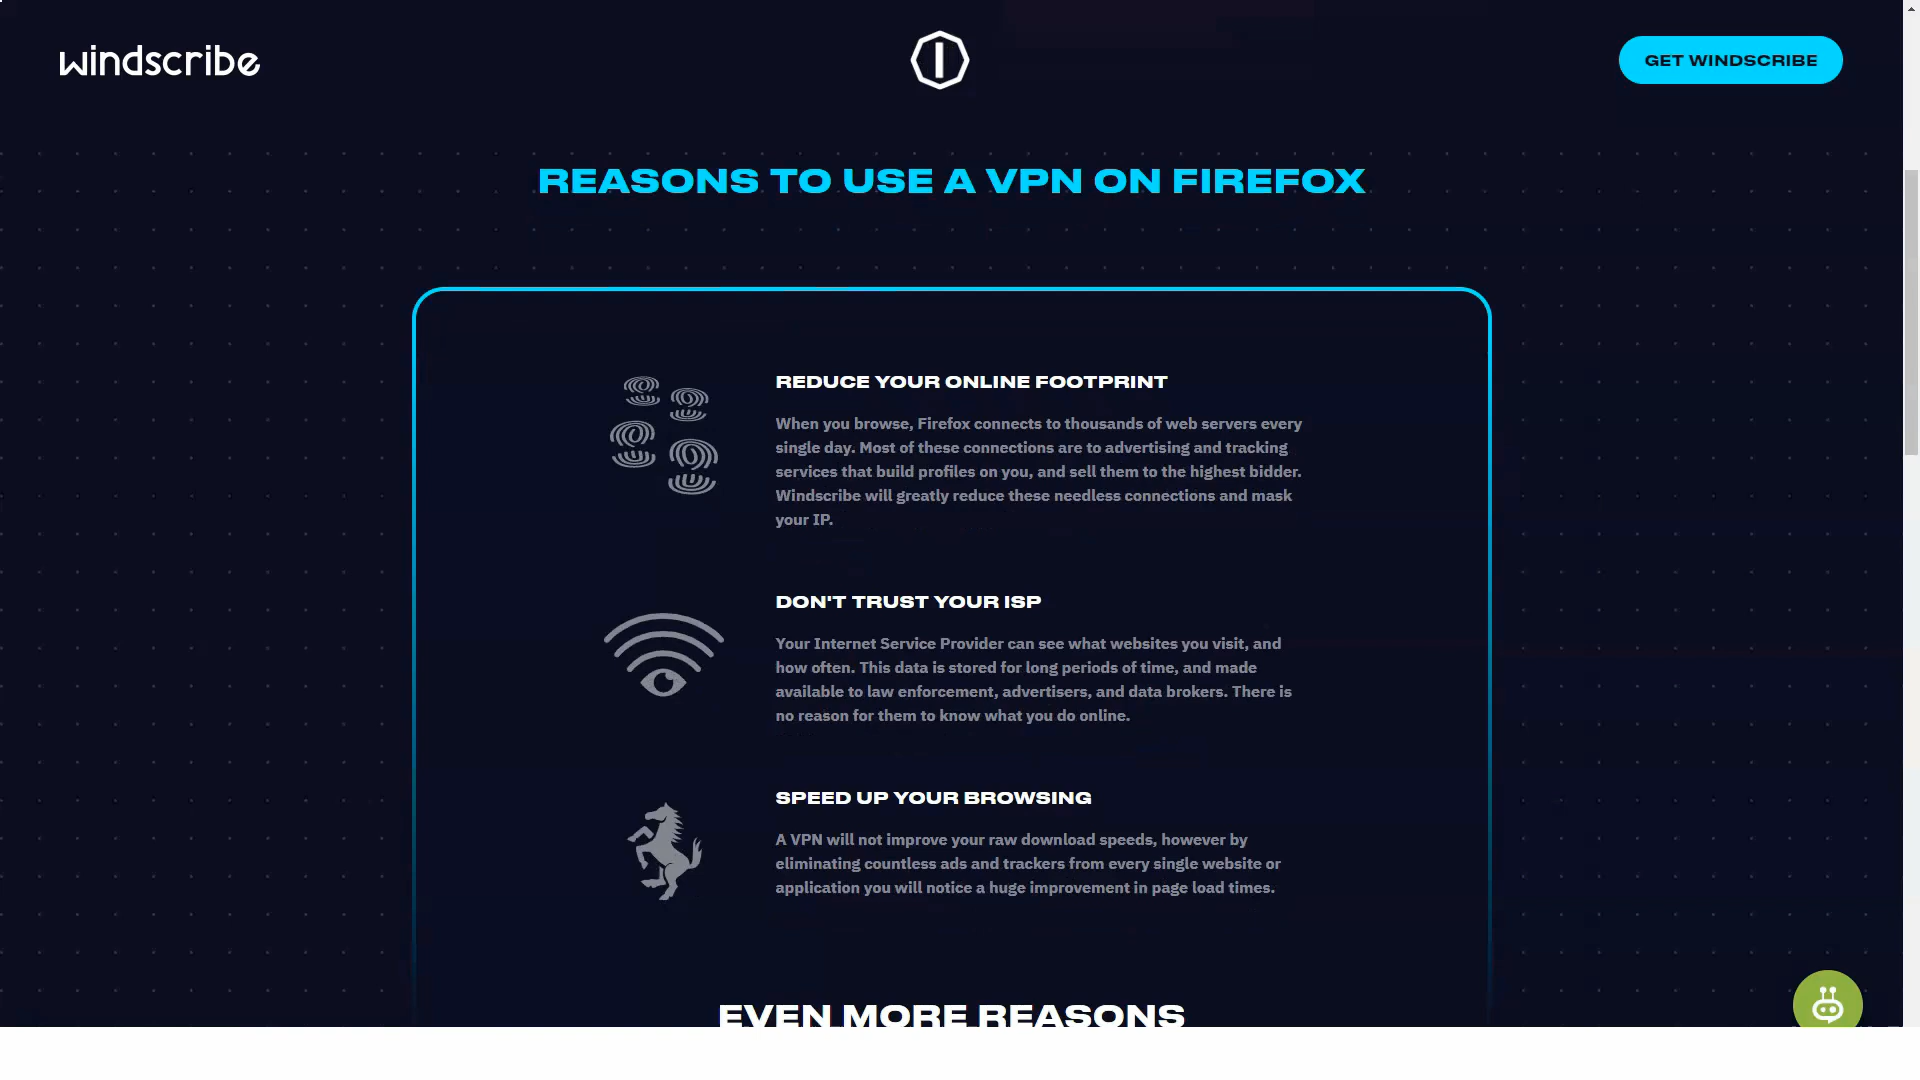 windscribe
GET WINDSCRIBE
REASONS TO USE A VPN ON FIREFOX
REDUCE YOUR ONLINE FOOTPRINT
When you browse, Firefox connects to thousands of web servers every
single day. Most of these connections are to advertising and tracking
services that build profiles on you, and sell them to the highest bidder.
Windscribe will greatly reduce these needless connections and mask
your IP.
DON'T TRUST YOUR ISP
Your Internet Service Provider can see what websites you visit, and
how often. This data is stored for long periods of time, and made
available to law enforcement, advertisers, and data brokers. There is
no reason for them to know what you do online.
SPEED UP YOUR BROWSING
A VPN will not improve your raw download speeds, however by
eliminating countless ads and trackers from every single website or
application you will notice a huge improvement in page load times.
EVEN MORE REASONS